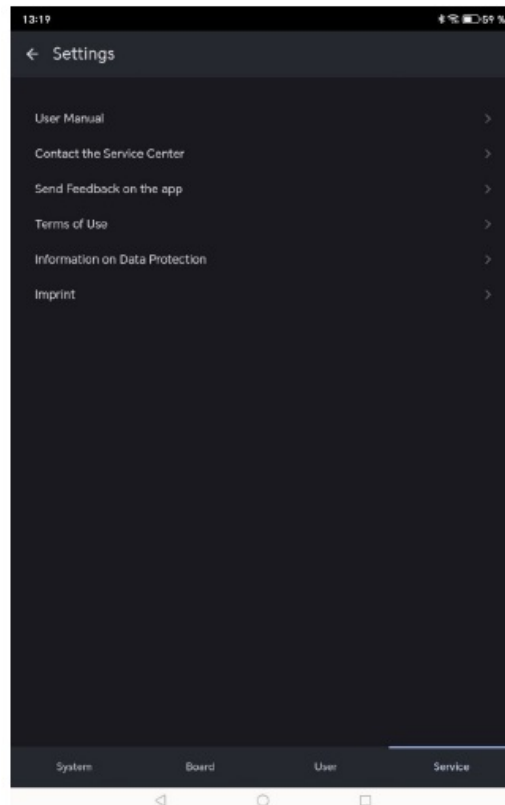 13:19 59 %
Settings
User Manual
Contact the Service Center
Send Feedback on the app
Terms of Use
Information on Data Protection
Imprint
System Board User Service